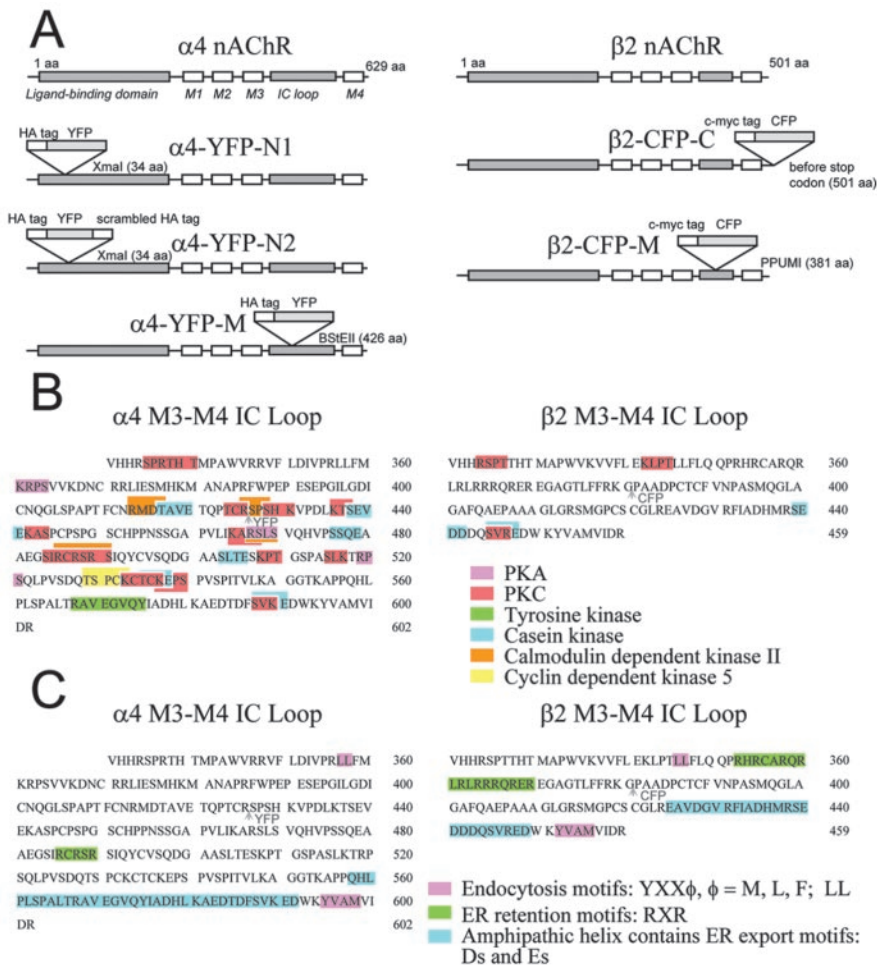 A
α4 nAChR
1 aa
629 aa
Ligand-binding domain M1 M2 M3 IC loop M4
HA tag YFP
α4-YFP-N1
XmaI (34 aa)
HA tag YFP scrambled HA tag
α4-YFP-N2
XmaI (34 aa)
HA tag YFP
α4-YFP-M
BStEII (426 aa)
β2 nAChR
1 aa
501 aa
c-myc tag CFP
β2-CFP-C
before stop
codon (501 aa)
c-myc tag CFP
β2-CFP-M
PPUMI (381 aa)
B
α4 M3-M4 IC Loop
VHHRSPRTHT MPAWVRRVFL DIVPRLLFM 360
KRPSVVKDNC RRLIESMHKM ANAPRFWPEP ESEPGILGDI 400
CNQGLSPAPT FCNRMDTAVE TQPTCRSPSHK VPDLKTSEV 440
YFP
EKASPCPSPG SCHPPNSSGA PVLIKARSLS VQHVPSSQEA 480
AEGSIRCRSR S SIQYCVSQDG AASLTESKPT GSPASLKTRP 520
SQLPVSDQTSPCKCTCKEPS PVSPITVLKA GGTKAPPQHL 560
PLSPALTRAV EGVQYIADHL KAEDTDFSVK EDWKYVAMVI 600
DR 602
β2 M3-M4 IC Loop
VHHRSPTTHT MAPWVKVVFL EKLPTLLFLQ QPRHRCARQR 360
LRLRRRQRER EGAGTLFFRK GPAADPCTCF VNPASMQGLA 400
CFP
GAFQAEPAAA GLGRSMGPCS CGLREAVDGV RFIADHMRSE 440
DDDQSVREDW KYVAMVIDR 459
PKA
PKC
Tyrosine kinase
Casein kinase
Calmodulin dependent kinase II
Cyclin dependent kinase 5
C
α4 M3-M4 IC Loop
VHHRSPRTH TMPAWVRRVF LDIVPRLLFM 360
KRPSVVKDNC RRLIESMHKM ANAPRFWPEP ESEPGILGDI 400
CNQGLSPAPT FCNRMDTAVE TQPTCRSPSH KVPDLKTSEV 440
YFP
EKASPCPSPG SCHPPNSSGA PVLIKARSLS VQHVPSSQEA 480
AEGSIRCRSR SIQYCVSQDG AASLTESKPT GSPASLKTRP 520
SQLPVSDQTS PCKCTCKEPS PVSPITVLKA GGTKAPPQHL 560
PLSPALTRAV EGVQYIADHL KAEDTDFSVK EDWKYVAMVI 600
DR 602
β2 M3-M4 IC Loop
VHHRSPTTHT MAPWVKVVFL EKLPTLLFLQ QPRHRCARQR 360
LRLRRRQRER EGAGTLFFRK GPAADPCTCF VNPASMQGLA 400
CFP
GAFQAEPAAA GLGRSMGPCS CGLREAVDGV RFIADHMRSE 440
DDDQSVREDW KYVAMVIDR 459
Endocytosis motifs: YXXϕ, ϕ = M, L, F; LL
ER retention motifs: RXR
Amphipathic helix contains ER export motifs:
Ds and Es